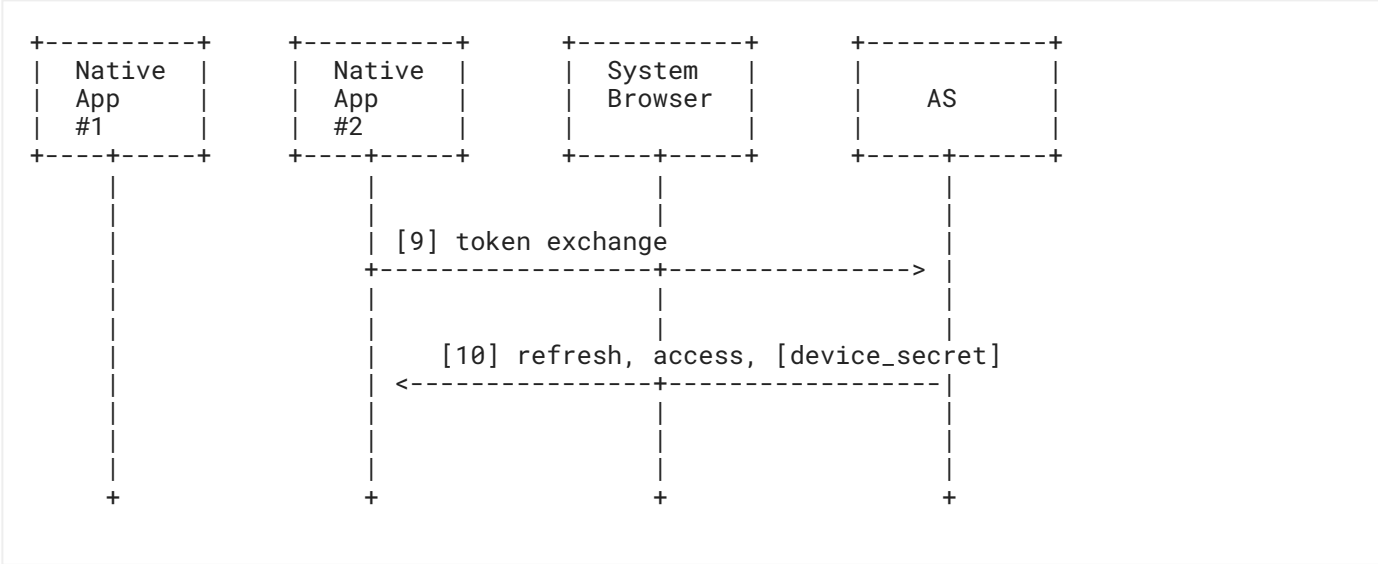 Native Native System
App App Browser AS
#1 #2
[9] token exchange
[10] refresh, access, [device_secret]